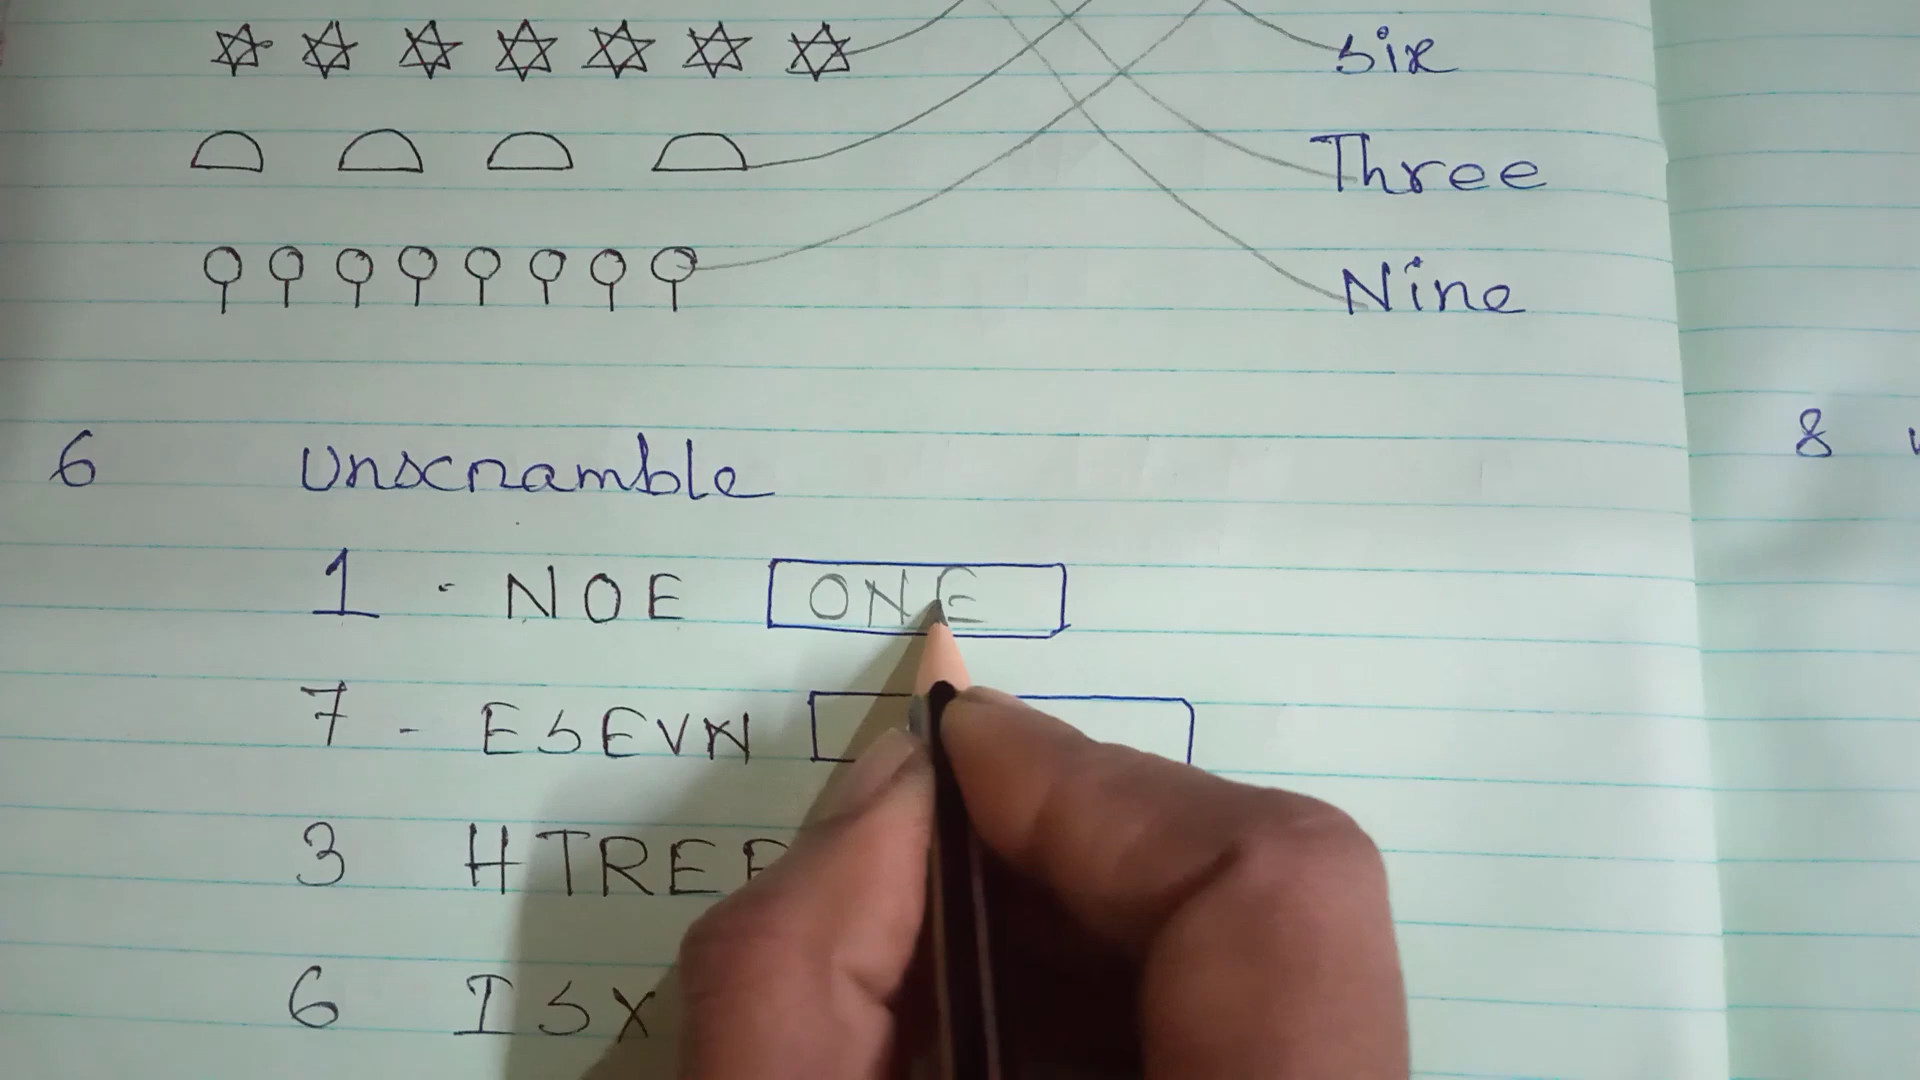 Six
Three
Nine
6 Unscramble
8
1 - NOE ONE
7 - ESEVN
3 HTREE
6 ISX